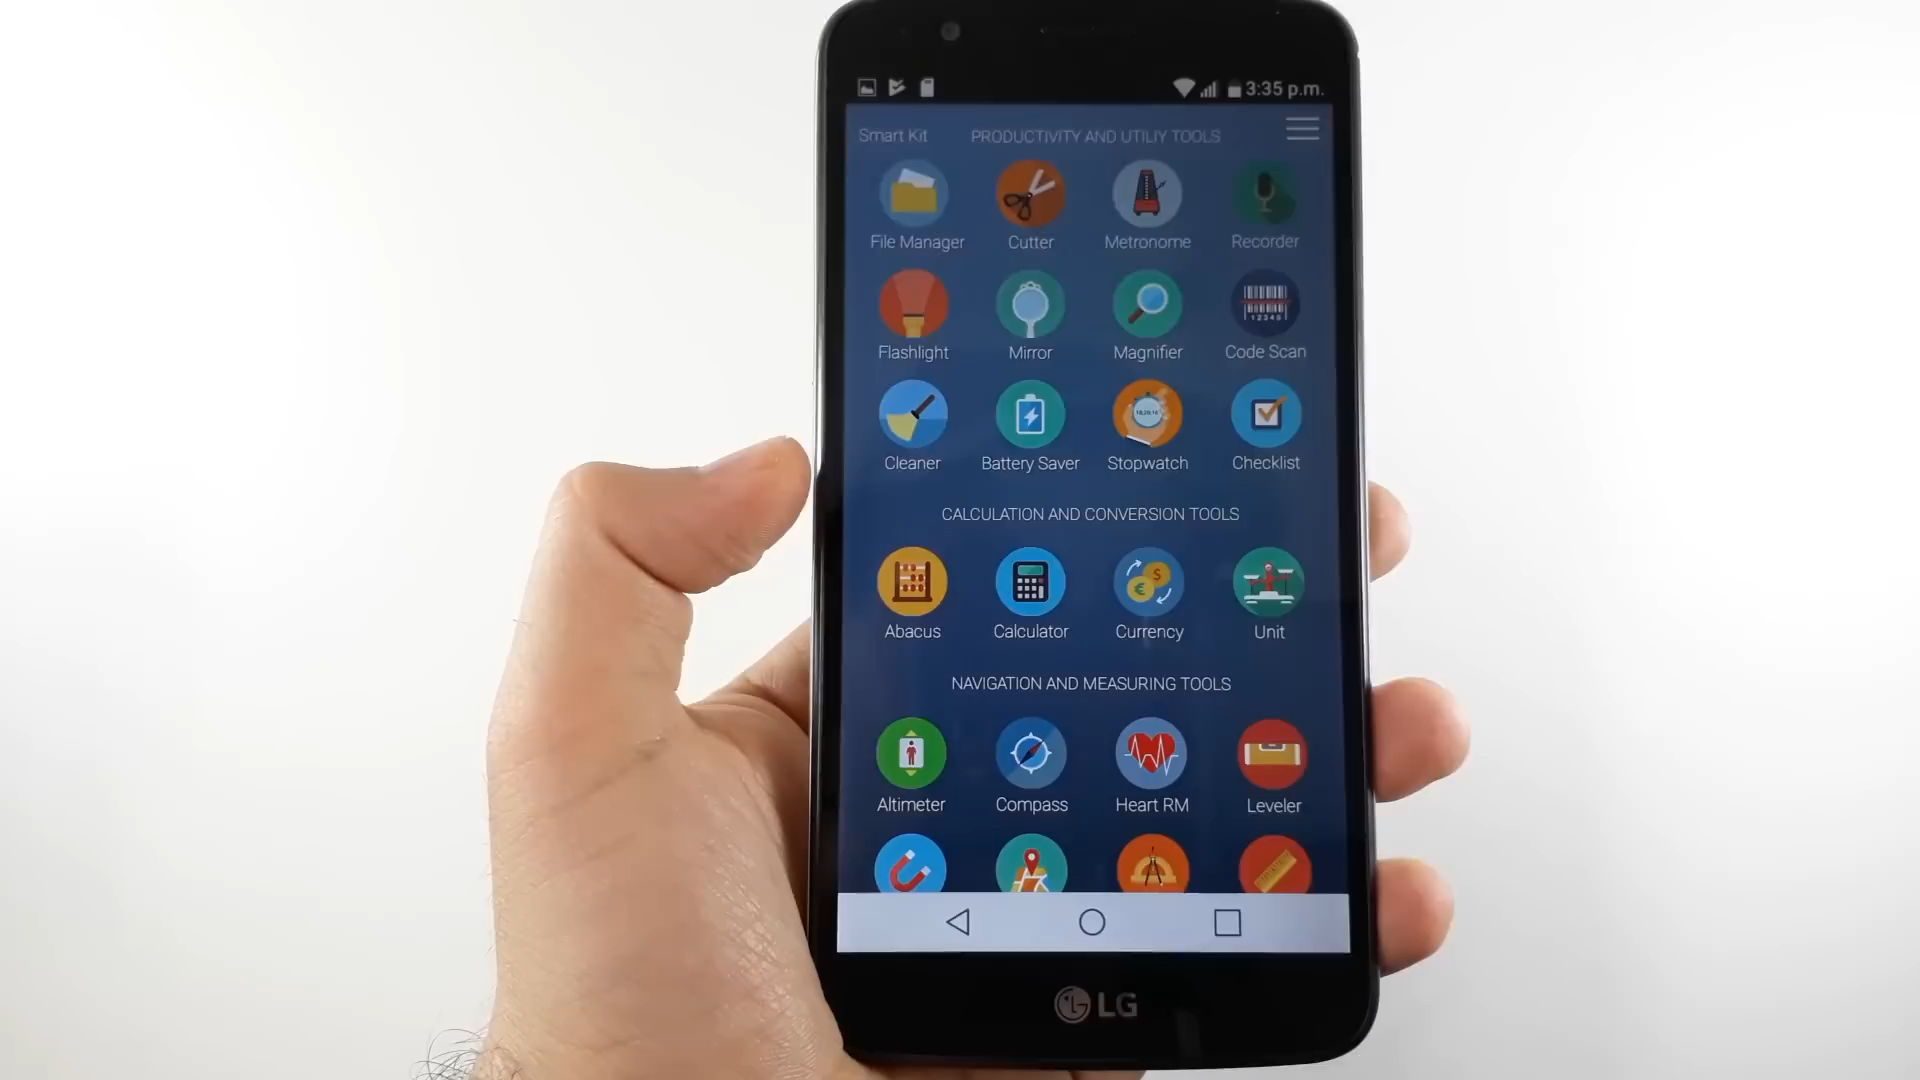 3:35 p.m.
Smart Kit PRODUCTIVITY AND UTILIY TOOLS
File Manager Cutter Metronome Recorder
12345
Flashlight Mirror Magnifier Code Scan
Cleaner Battery Saver Stopwatch Checklist
CALCULATION AND CONVERSION TOOLS
$
€
Abacus Calculator Currency Unit
NAVIGATION AND MEASURING TOOLS
Altimeter Compass Heart RM Leveler
LG